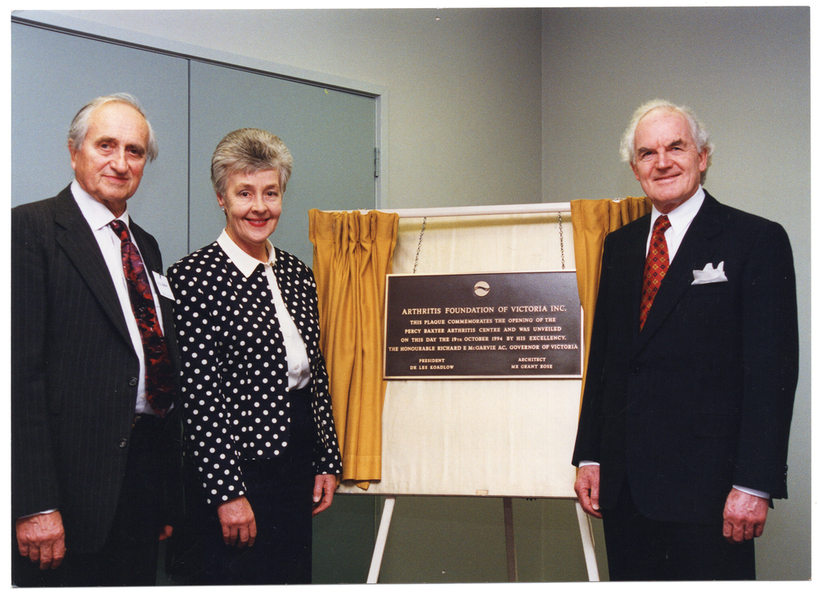 ARTHRITIS FOUNDATION OF VICTORIA INC.
THIS PLAQUE COMMEMORATES THE OPENING OF THE
PERCY BAXTER ARTHRITIS CENTRE AND WAS UNVEILED
ON THIS DAY THE 19TH OCTOBER 1994 BY HIS EXCELLENCY,
THE HONOURABLE RICHARD E McGARVIE AC, GOVERNOR OF VICTORIA
PRESIDENT
DR LES KOADLOW
ARCHITECT
MR GRANT ROSE